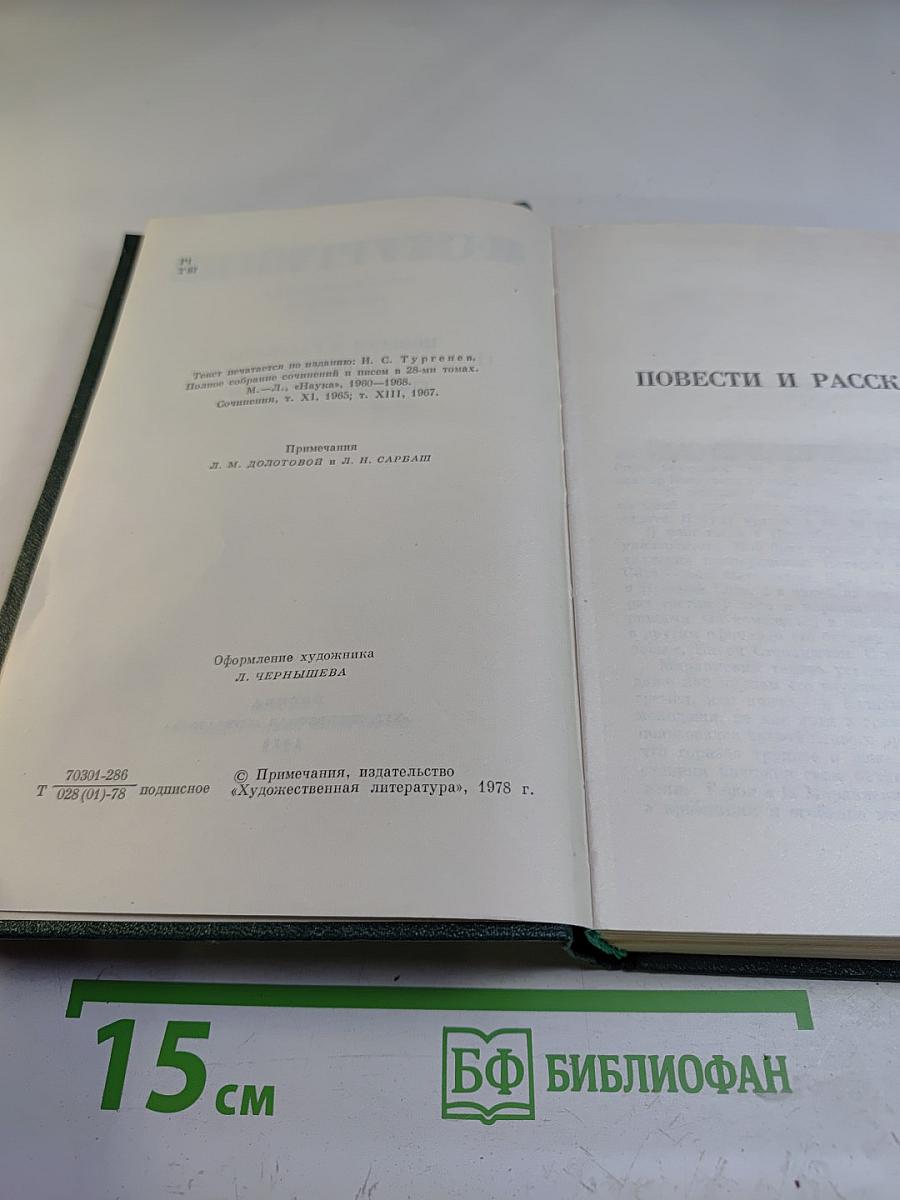 Р1
Т 87
Текст печатается по изданию: И. С. Тургенев.
Полное собрание сочинений и писем в 28-ми томах.
М.—Л., «Наука», 1960—1968.
Сочинения, т. XI, 1965; т. XIII, 1967.
Примечания
Л. М. ДОЛОТОВОЙ и Л. Н. САРБАШ
Оформление художника
Л. ЧЕРНЫШЕВА
Т 70301-286 / 028(01)-78 подписное
© Примечания, издательство
«Художественная литература», 1978 г.
ПОВЕСТИ И РАССК
15 см
БФ БИБЛИОФАН